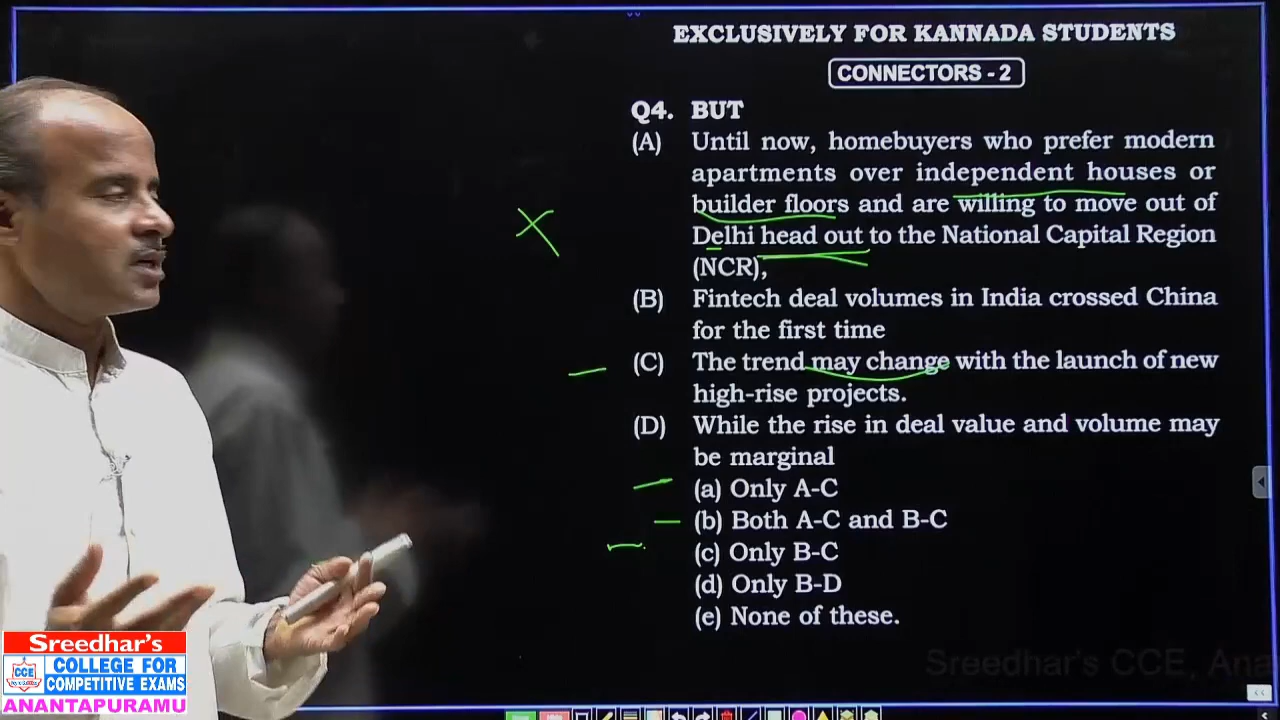 EXCLUSIVELY FOR KANNADA STUDENTS
CONNECTORS - 2
Q4. BUT
(A) Until now, homebuyers who prefer modern
apartments over independent houses or
builder floors and are willing to move out of
Delhi head out to the National Capital Region
(NCR),
(B) Fintech deal volumes in India crossed China
for the first time
(C) The trend may change with the launch of new
high-rise projects.
(D) While the rise in deal value and volume may
be marginal
(a) Only A-C
(b) Both A-C and B-C
(c) Only B-C
(d) Only B-D
(e) None of these.
Sreedhar's CCE, Ana
Sreedhar's
CCE
COLLEGE FOR
COMPETITIVE EXAMS
ANANTAPURAMU